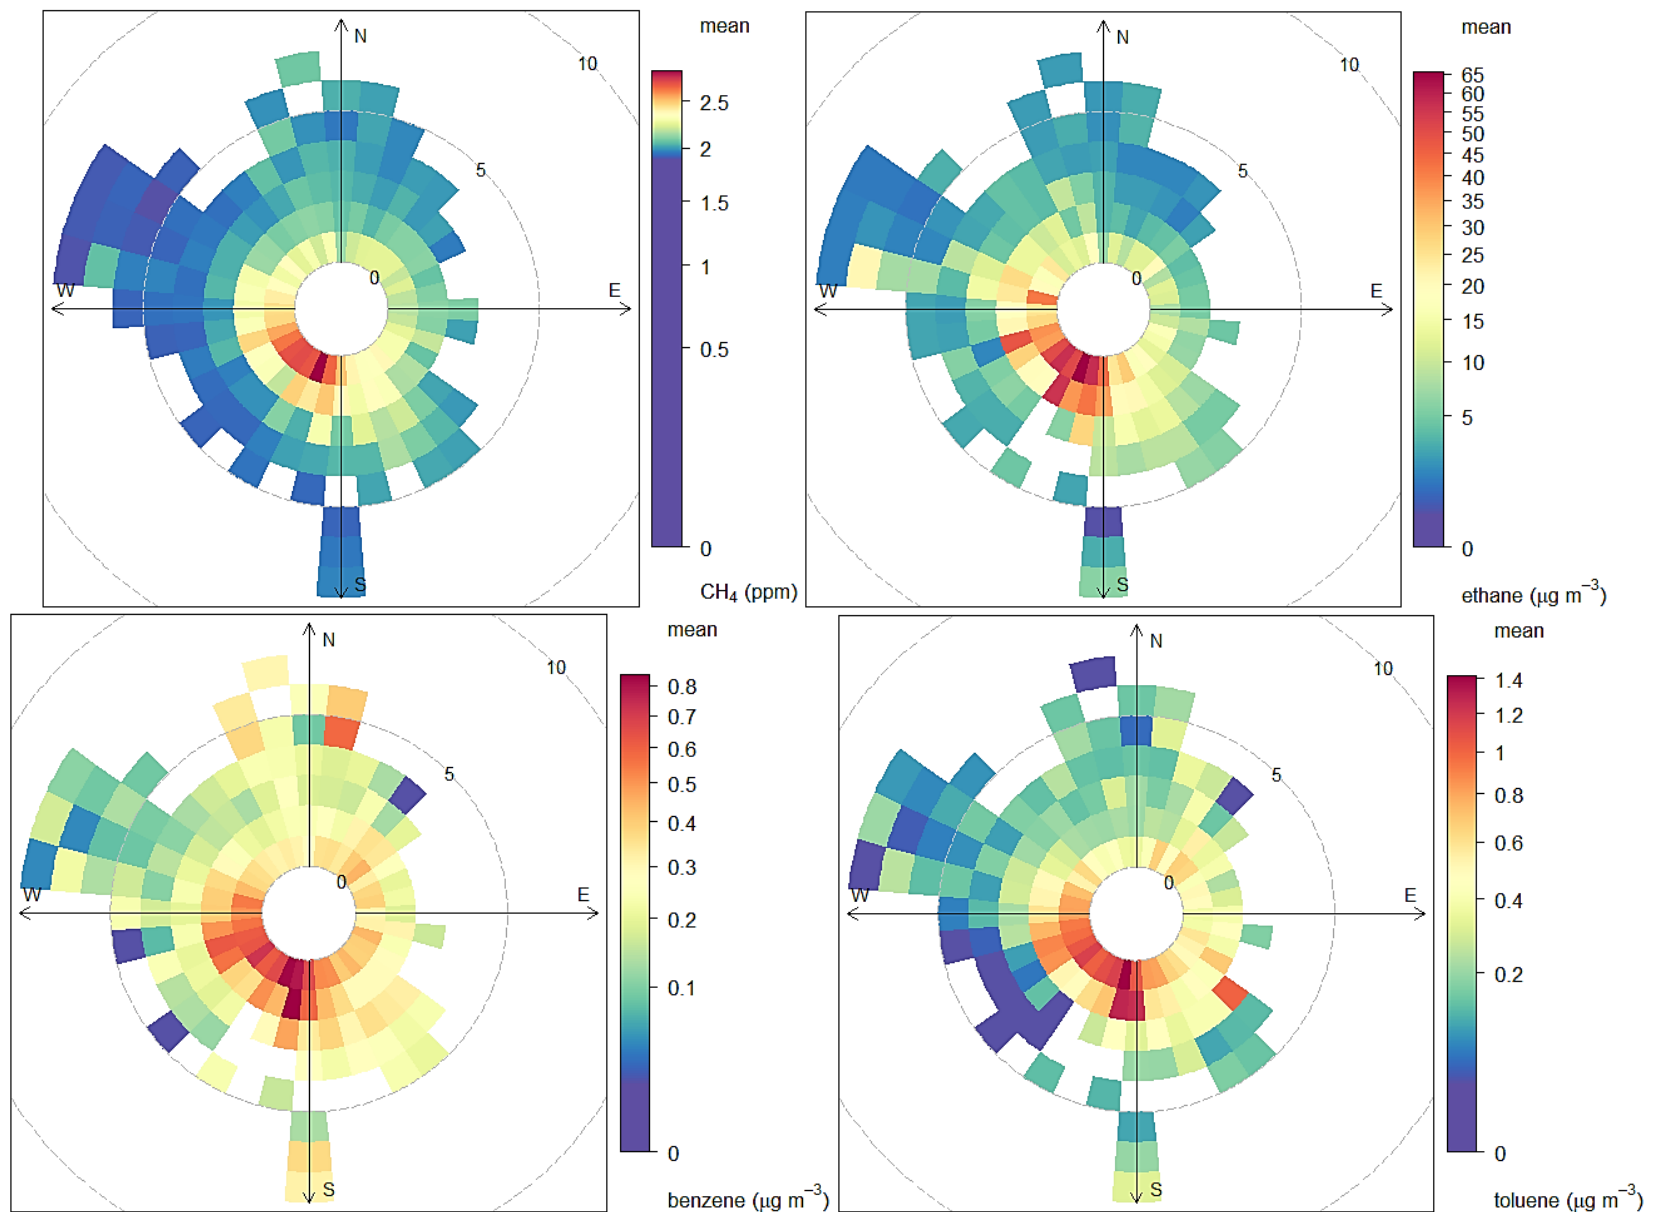 mean
N
10
5
0
E
W
S
2.5
2
1.5
1
0.5
0
CH₄ (ppm)
mean
N
10
5
0
E
W
S
65
60
55
50
45
40
35
30
25
20
15
10
5
0
ethane (μg m⁻³)
mean
N
10
5
0
E
W
S
0.8
0.7
0.6
0.5
0.4
0.3
0.2
0.1
0
benzene (μg m⁻³)
mean
N
10
5
0
E
W
S
1.4
1.2
1
0.8
0.6
0.4
0.2
0
toluene (μg m⁻³)